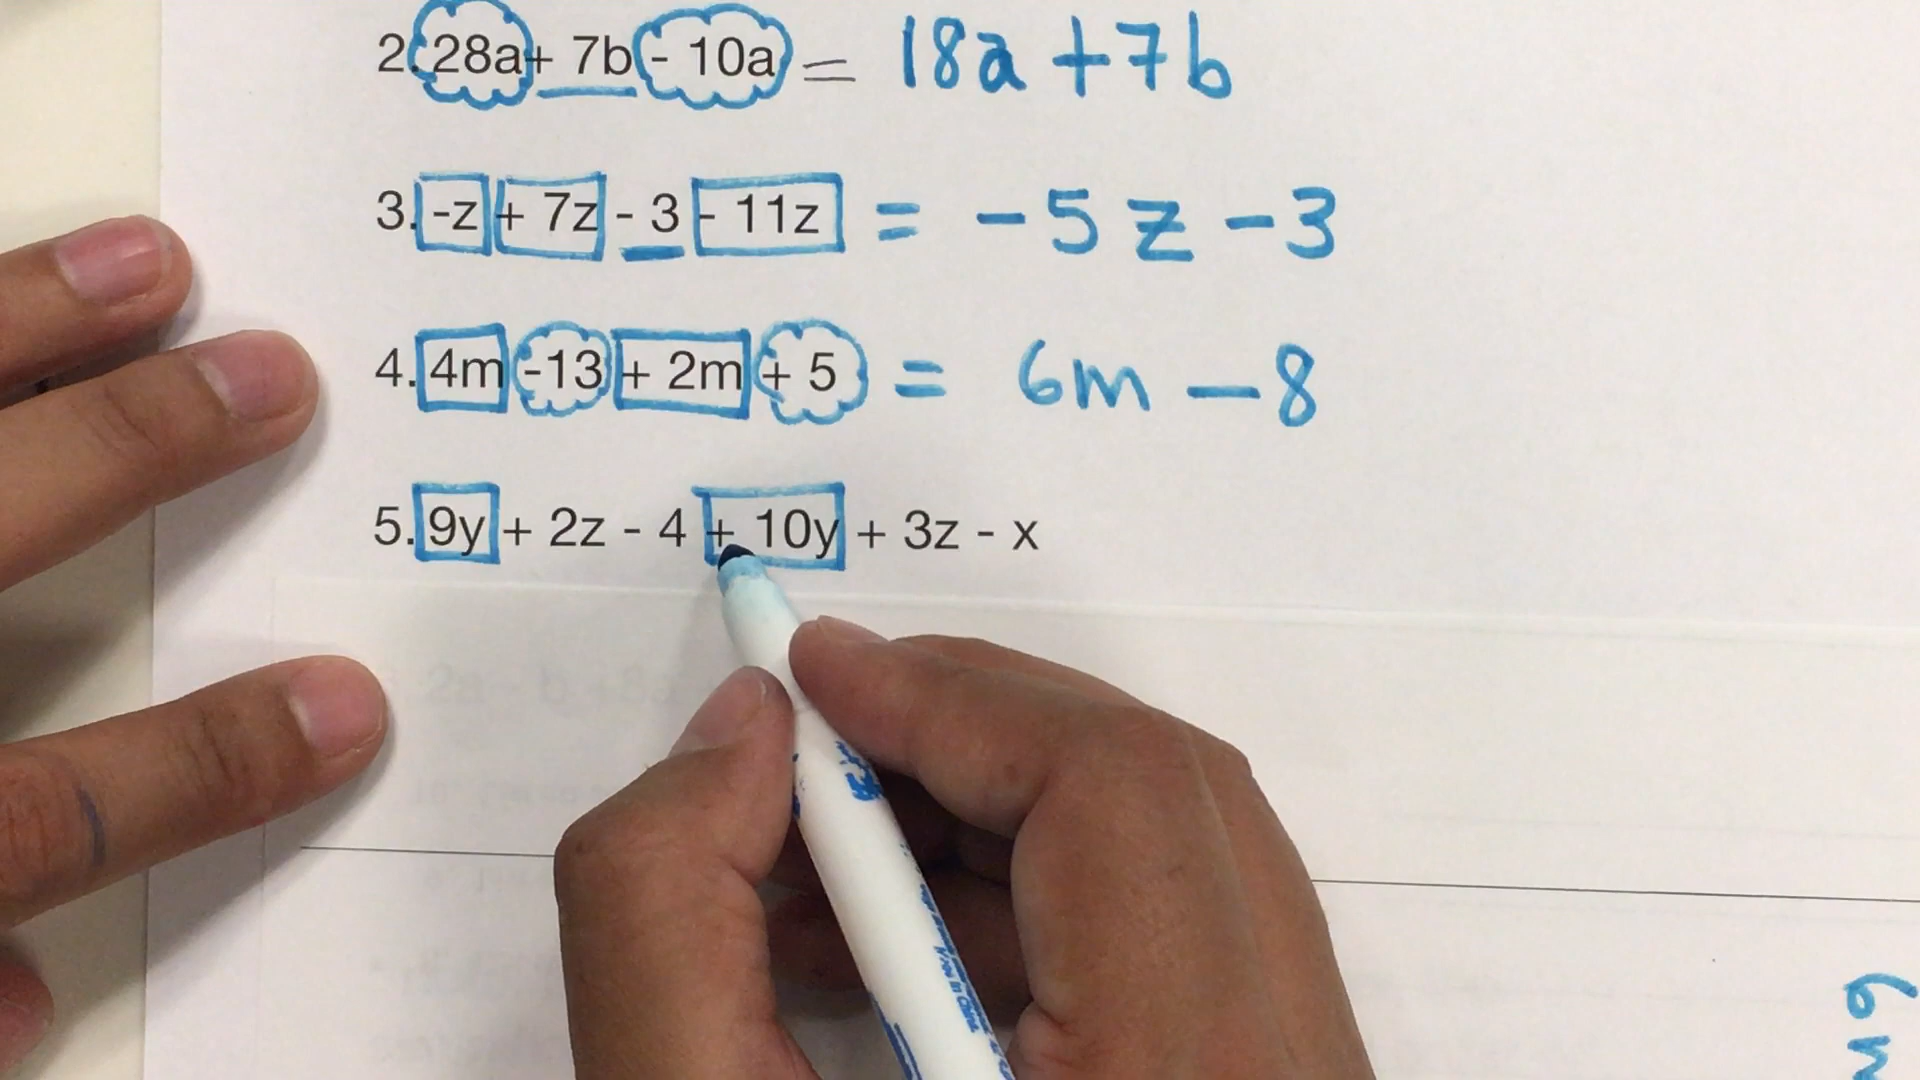 2. 28a + 7b - 10a = 18a + 7b
3. -z + 7z - 3 - 11z = -5z - 3
4. 4m -13 + 2m + 5 = 6m - 8
5. 9y + 2z - 4 + 10y + 3z - x